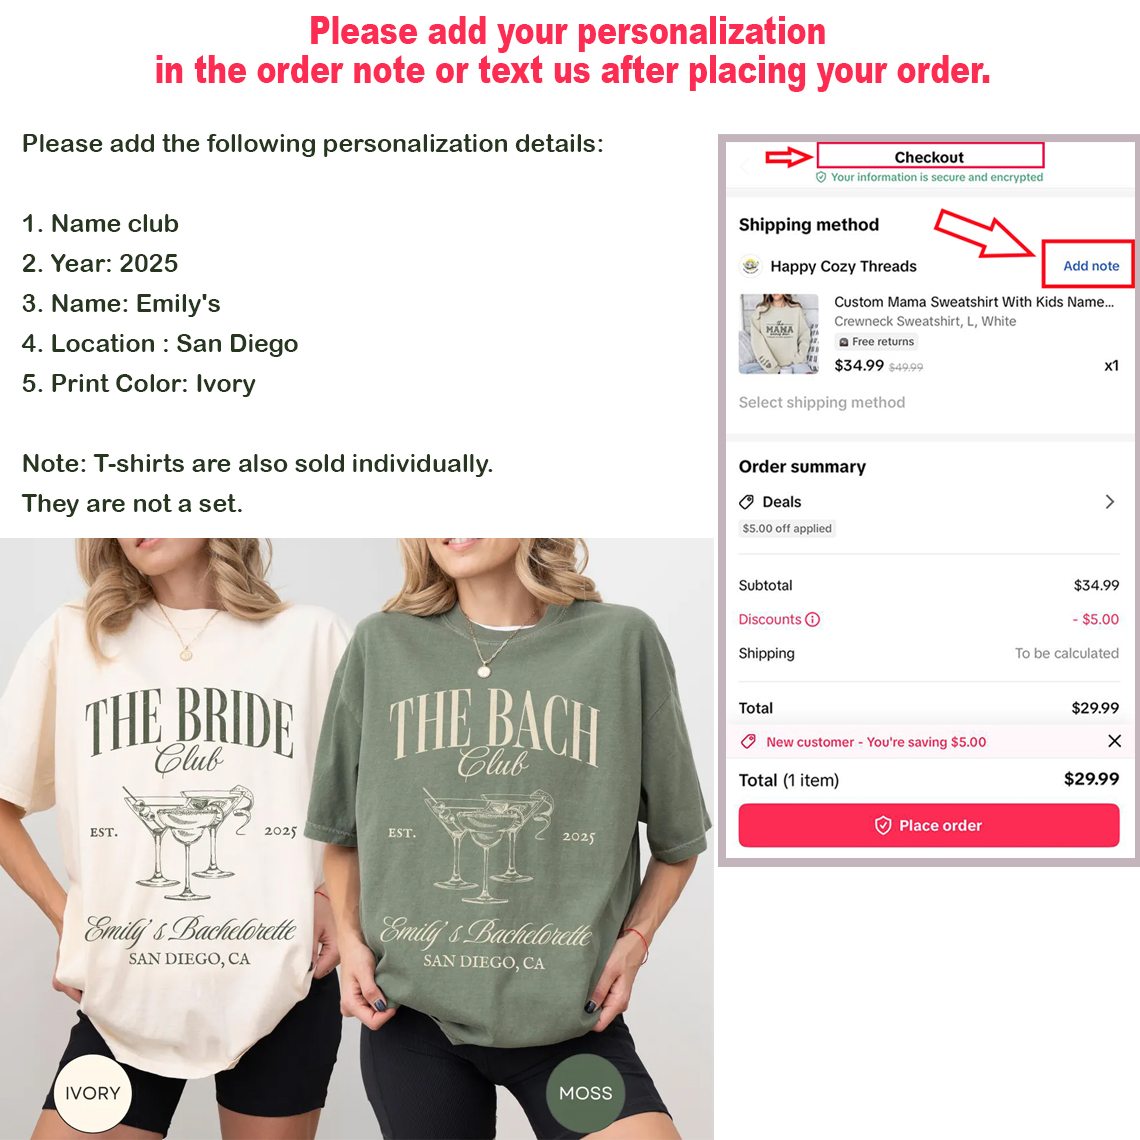 Please add your personalization
in the order note or text us after placing your order.
Please add the following personalization details:
1. Name club
2. Year: 2025
3. Name: Emily's
4. Location : San Diego
5. Print Color: Ivory
Note: T-shirts are also sold individually.
They are not a set.
Checkout
Your information is secure and encrypted
Shipping method
Happy Cozy Threads
Add note
Custom Mama Sweatshirt With Kids Name...
Crewneck Sweatshirt, L, White
Free returns
$34.99 $49.99 x1
MAMA
Select shipping method
Order summary
Deals
$5.00 off applied
Subtotal $34.99
Discounts - $5.00
Shipping To be calculated
Total $29.99
New customer - You're saving $5.00
Total (1 item) $29.99
Place order
THE BRIDE
Club
EST. 2025
Emily's Bachelorette
SAN DIEGO, CA
IVORY
THE BACH
Club
EST. 2025
Emily's Bachelorette
SAN DIEGO, CA
MOSS